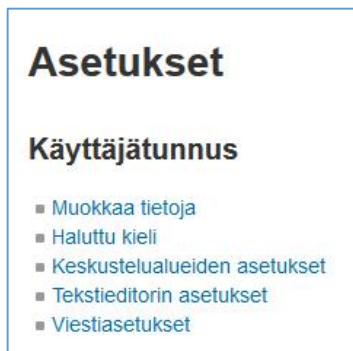 Asetukset
Käyttäjätunnus
Muokkaa tietoja
Haluttu kieli
Keskustelualueiden asetukset
Tekstieditorin asetukset
Viestiasetukset